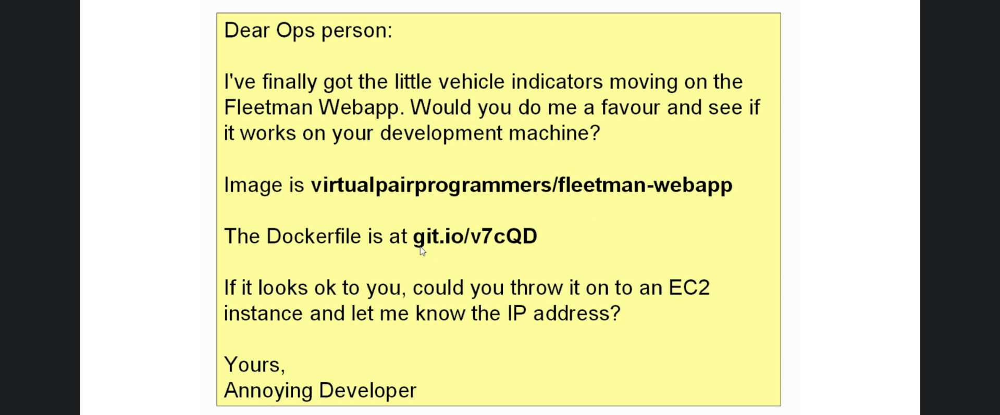 Dear Ops person:
I've finally got the little vehicle indicators moving on the
Fleetman Webapp. Would you do me a favour and see if
it works on your development machine?
Image is virtualpairprogrammers/fleetman-webapp
The Dockerfile is at git.io/v7cQD
If it looks ok to you, could you throw it on to an EC2
instance and let me know the IP address?
Yours,
Annoying Developer